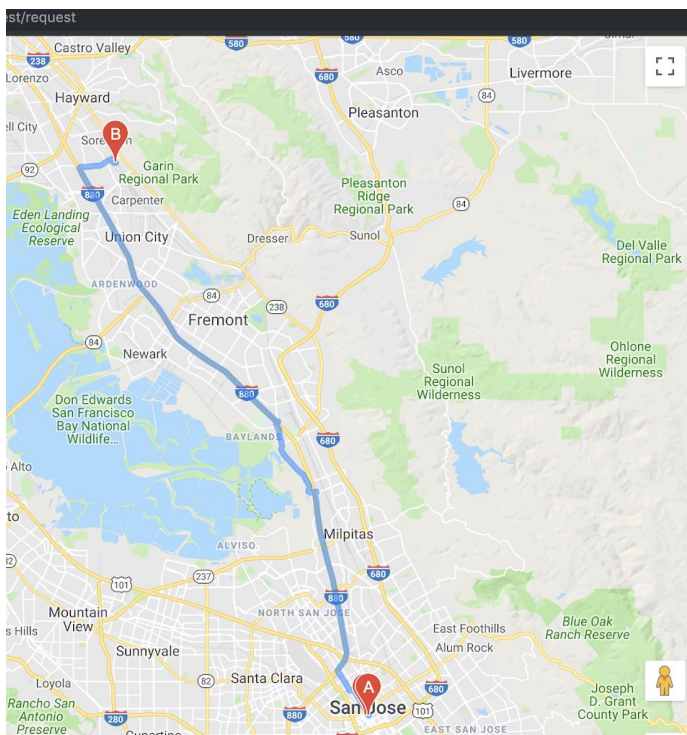 est/request
Castro Valley
580
580
580
238
680
Asco
Livermore
Lorenzo
Hayward
84
Pleasanton
ell City
B
92
Garin
Regional Park
Pleasanton
Ridge
Regional Park
880
Carpenter
84
Eden Landing
Ecological
Reserve
Union City
Dresser
Sunol
Del Valle
Regional Park
ARDENWOOD
84
238
680
Fremont
84
Newark
Ohlone
Regional
Wilderness
Sunol
Regional
Wilderness
880
Don Edwards
San Francisco
Bay National
Wildlife...
BAYLANDS
680
Alto
to
Milpitas
ALVISO
237
680
101
880
NORTH SAN JOSE
Mountain
View
East Foothills
Blue Oak
Ranch Reserve
s Hills
Sunnyvale
Alum Rock
Loyola
82
Santa Clara
A
680
Joseph
D. Grant
County Park
Rancho San
Antonio
Preserve
280
880
San Jose
101
EAST SAN JOSE